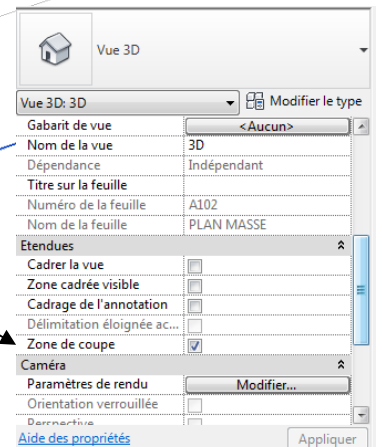 Vue 3D
Vue 3D: 3D Modifier le type
Gabarit de vue <Aucun>
Nom de la vue 3D
Dépendance Indépendant
Titre sur la feuille
Numéro de la feuille A102
Nom de la feuille PLAN MASSE
Etendues
Cadrer la vue
Zone cadrée visible
Cadrage de l'annotation
Délimitation éloignée ac...
Zone de coupe
Caméra
Paramètres de rendu Modifier...
Orientation verrouillée
Perspective
Aide des propriétés Appliquer